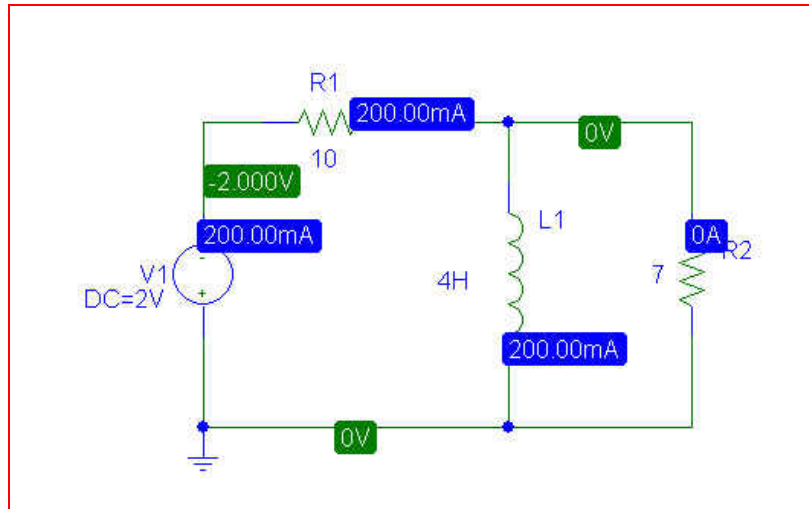 R1
200.00mA
10
0V
-2.000V
200.00mA
-
V1
+
DC=2V
L1
4H
200.00mA
0A
R2
7
0V